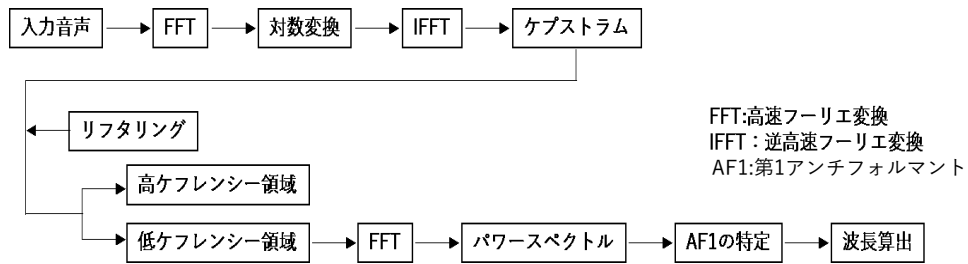 入力音声
FFT
対数変換
IFFT
ケプストラム
リフタリング
FFT:高速フーリエ変換
IFFT:逆高速フーリエ変換
AF1:第1アンチフォルマント
高ケフレンシー領域
低ケフレンシー領域
FFT
パワースペクトル
AF1の特定
波長算出